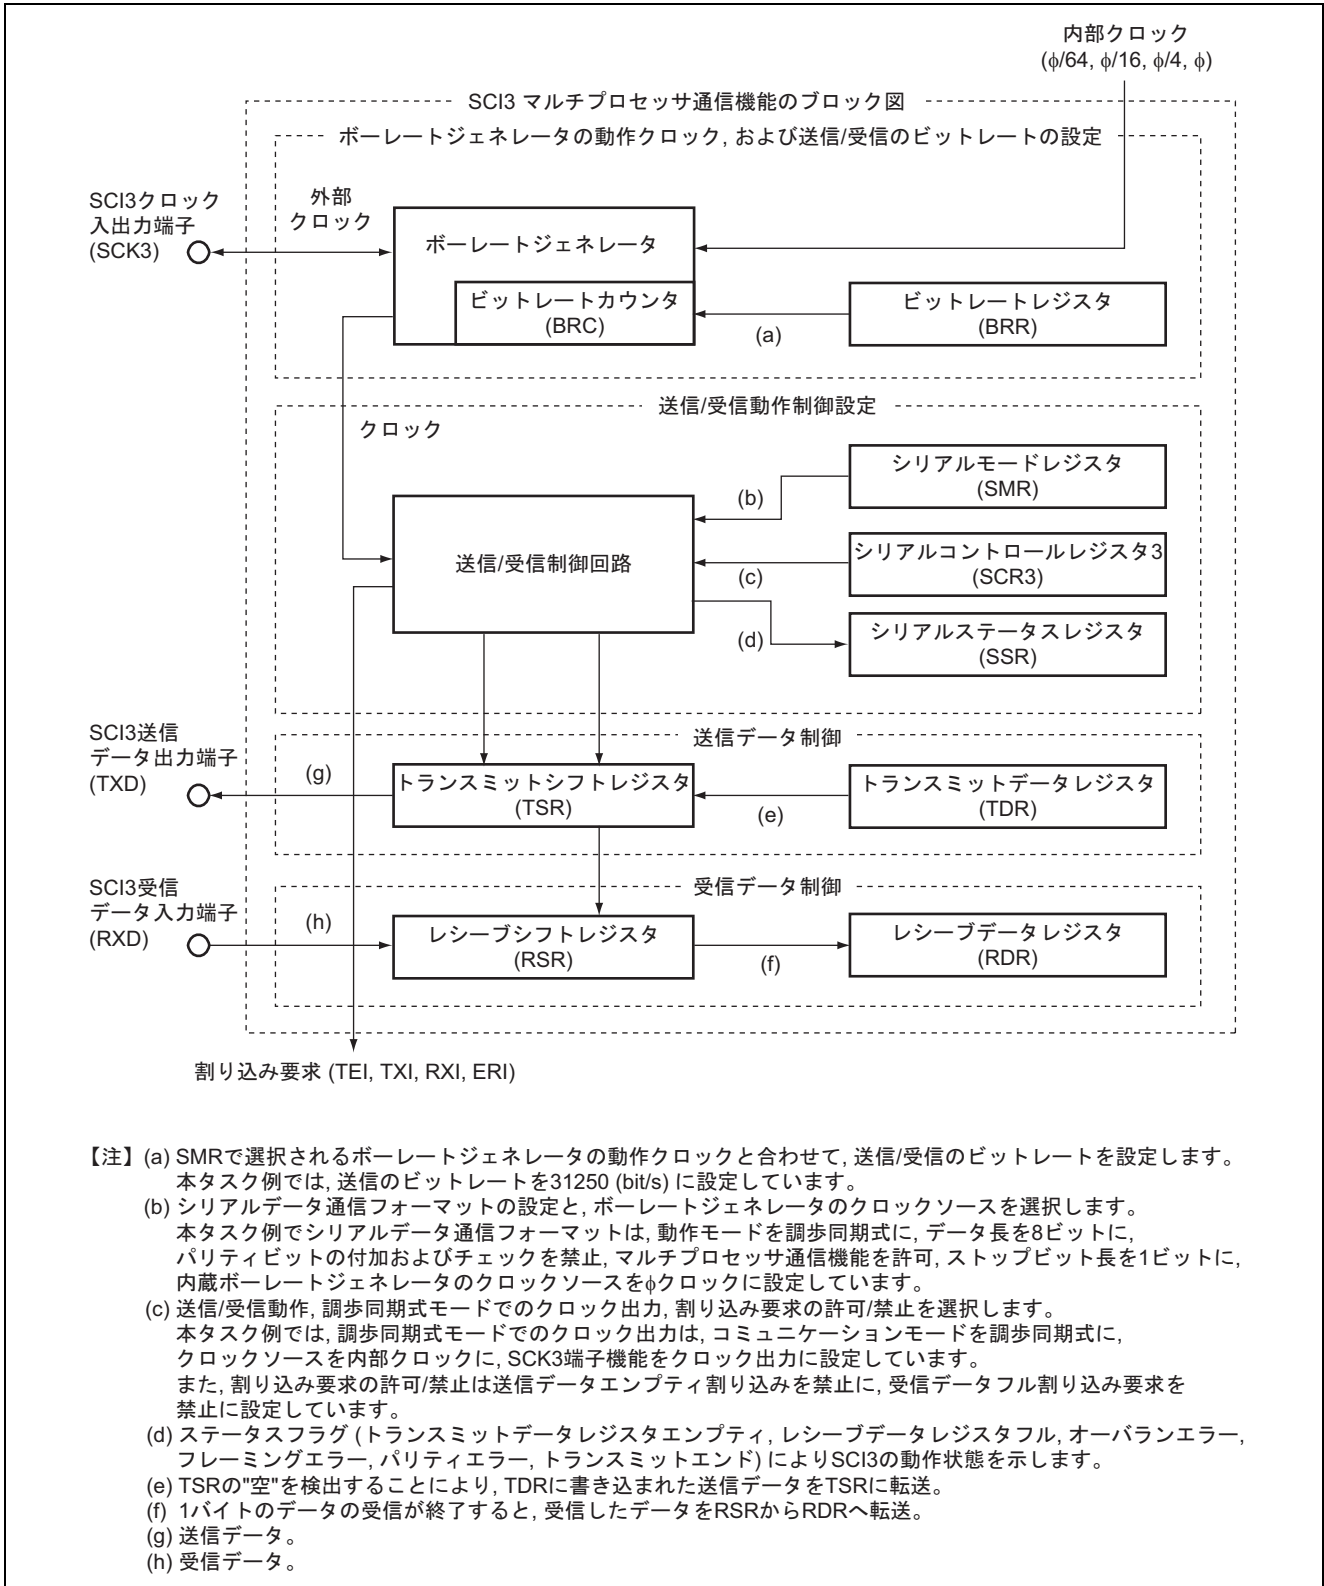 内部クロック
(φ/64, φ/16, φ/4, φ)
SCI3 マルチプロセッサ通信機能のブロック図
ボーレートジェネレータの動作クロック, および送信/受信のビットレートの設定
SCI3クロック
入出力端子
(SCK3)
外部
クロック
ボーレートジェネレータ
ビットレートカウンタ
(BRC)
(a)
ビットレートレジスタ
(BRR)
送信/受信動作制御設定
クロック
シリアルモードレジスタ
(SMR)
(b)
送信/受信制御回路
シリアルコントロールレジスタ3
(SCR3)
(c)
シリアルステータスレジスタ
(SSR)
(d)
送信データ制御
SCI3送信
データ出力端子
(TXD)
(g)
トランスミットシフトレジスタ
(TSR)
(e)
トランスミットデータレジスタ
(TDR)
受信データ制御
SCI3受信
データ入力端子
(RXD)
(h)
レシーブシフトレジスタ
(RSR)
(f)
レシーブデータレジスタ
(RDR)
割り込み要求 (TEI, TXI, RXI, ERI)
【注】(a) SMRで選択されるボーレートジェネレータの動作クロックと合わせて, 送信/受信のビットレートを設定します。
本タスク例では, 送信のビットレートを31250 (bit/s) に設定しています。
(b) シリアルデータ通信フォーマットの設定と, ボーレートジェネレータのクロックソースを選択します。
本タスク例でシリアルデータ通信フォーマットは, 動作モードを調歩同期式に, データ長を8ビットに,
パリティビットの付加およびチェックを禁止, マルチプロセッサ通信機能を許可, ストップビット長を1ビットに,
内蔵ボーレートジェネレータのクロックソースをφクロックに設定しています。
(c) 送信/受信動作, 調歩同期式モードでのクロック出力, 割り込み要求の許可/禁止を選択します。
本タスク例では, 調歩同期式モードでのクロック出力は, コミュニケーションモードを調歩同期式に,
クロックソースを内部クロックに, SCK3端子機能をクロック出力に設定しています。
また, 割り込み要求の許可/禁止は送信データエンプティ割り込みを禁止に, 受信データフル割り込み要求を
禁止に設定しています。
(d) ステータスフラグ (トランスミットデータレジスタエンプティ, レシーブデータレジスタフル, オーバランエラー,
フレーミングエラー, パリティエラー, トランスミットエンド) によりSCI3の動作状態を示します。
(e) TSRの"空"を検出することにより, TDRに書き込まれた送信データをTSRに転送。
(f) 1バイトのデータの受信が終了すると, 受信したデータをRSRからRDRへ転送。
(g) 送信データ。
(h) 受信データ。